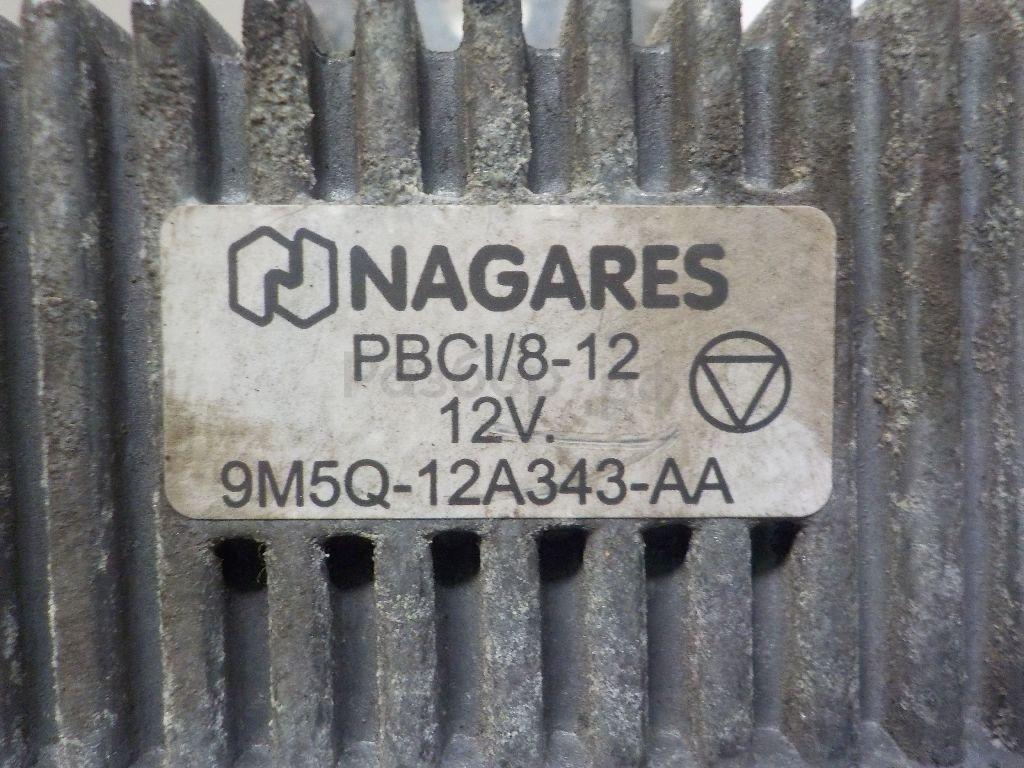 NAGARES
PBCI/8-12
12V.
9M5Q-12A343-AA